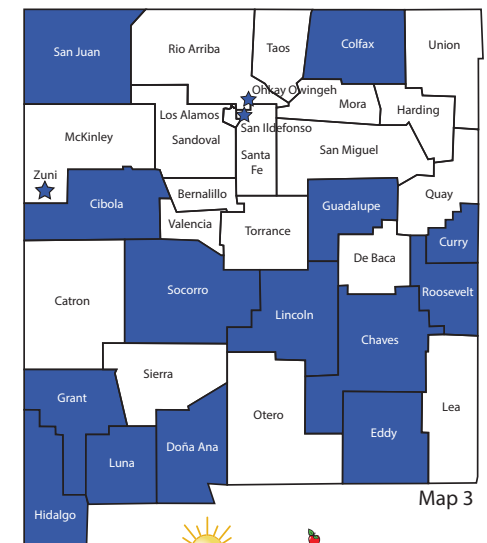 San Juan
Rio Arriba
Taos
Colfax
Union
Ohkay Owingeh
Mora
Harding
Los Alamos
San Ildefonso
McKinley
Sandoval
Santa
Fe
San Miguel
Zuni
Cibola
Bernalillo
Valencia
Torrance
Guadalupe
Quay
Curry
De Baca
Roosevelt
Catron
Socorro
Lincoln
Chaves
Sierra
Grant
Otero
Lea
Eddy
Doña Ana
Luna
Hidalgo
Map 3